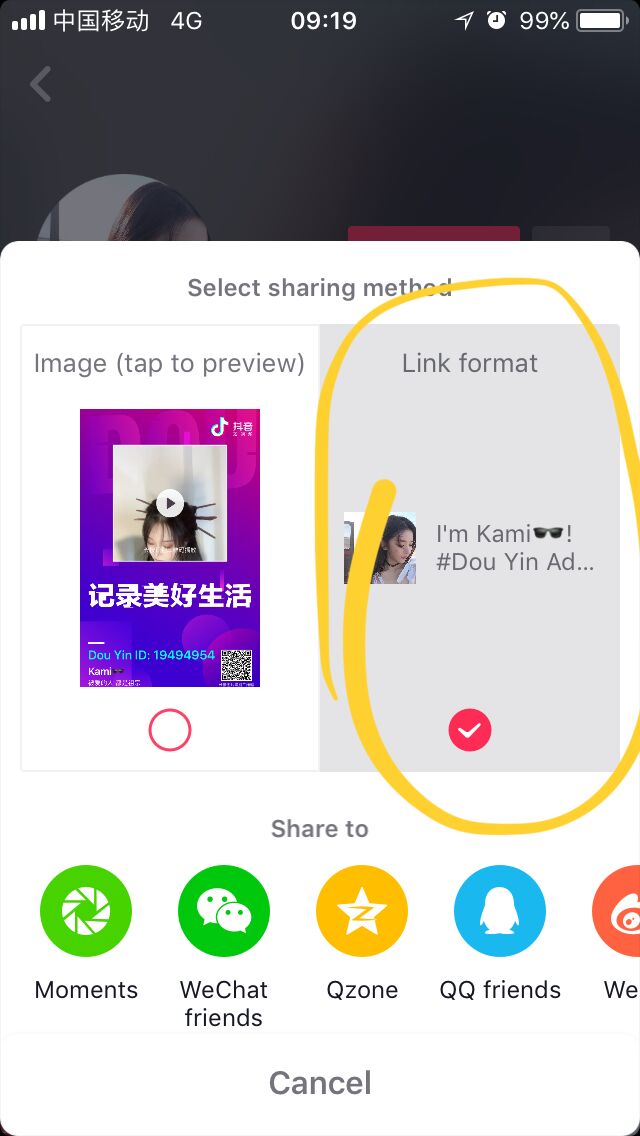 中国移动 4G 09:19 99%
Select sharing method
Image (tap to preview)
Link format
抖音
记录美好生活
Dou Yin ID: 19494954
Kami🕶️
I'm Kami🕶️!
#Dou Yin Ad...
Share to
Moments
WeChat friends
Qzone
QQ friends
We
Cancel